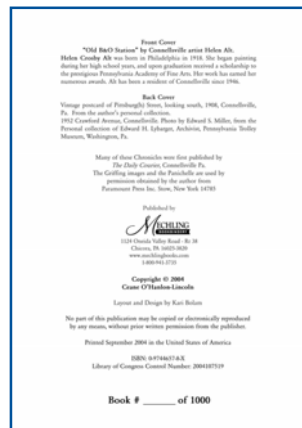 Front Cover
"Old B&O Station" by Connellsville artist Helen Alt.
Helen Crosby Alt was born in Philadelphia in 1918. She began painting
during her high school years, and upon graduation received a scholarship to
the prestigious Pennsylvania Academy of Fine Arts. Her work has earned her
numerous awards. Alt has been a resident of Connellsville since 1946.
Back Cover
Vintage postcard of Pittsburg(h) Street, looking south, 1908, Connellsville,
Pa. From the author's personal collection.
1952 Crawford Avenue, Connellsville. Photo by Edward S. Miller, from the
Personal collection of Edward H. Lybarger, Archivist, Pennsylvania Trolley
Museum, Washington, Pa.
Many of these Chronicles were first published by
The Daily Courier, Connellsville Pa.
The Griffing images and the Panichelle are used by
permission obtained by the author from
Paramount Press Inc. Stow, New York 14785
Published by
MECHLING
BOOKBINDERY
1124 Oneida Valley Road - Rt 38
Chicora, PA 16025-3820
www.mechlingbooks.com
1-800-941-3735
Copyright © 2004
Crane O'Hanlon-Lincoln
Layout and Design by Kari Bolam
No part of this publication may be copied or electronically reproduced
by any means, without prior written permission from the publisher.
Printed September 2004 in the United States of America
ISBN: 0-9744657-8-X
Library of Congress Control Number: 2004107519
Book # ______ of 1000